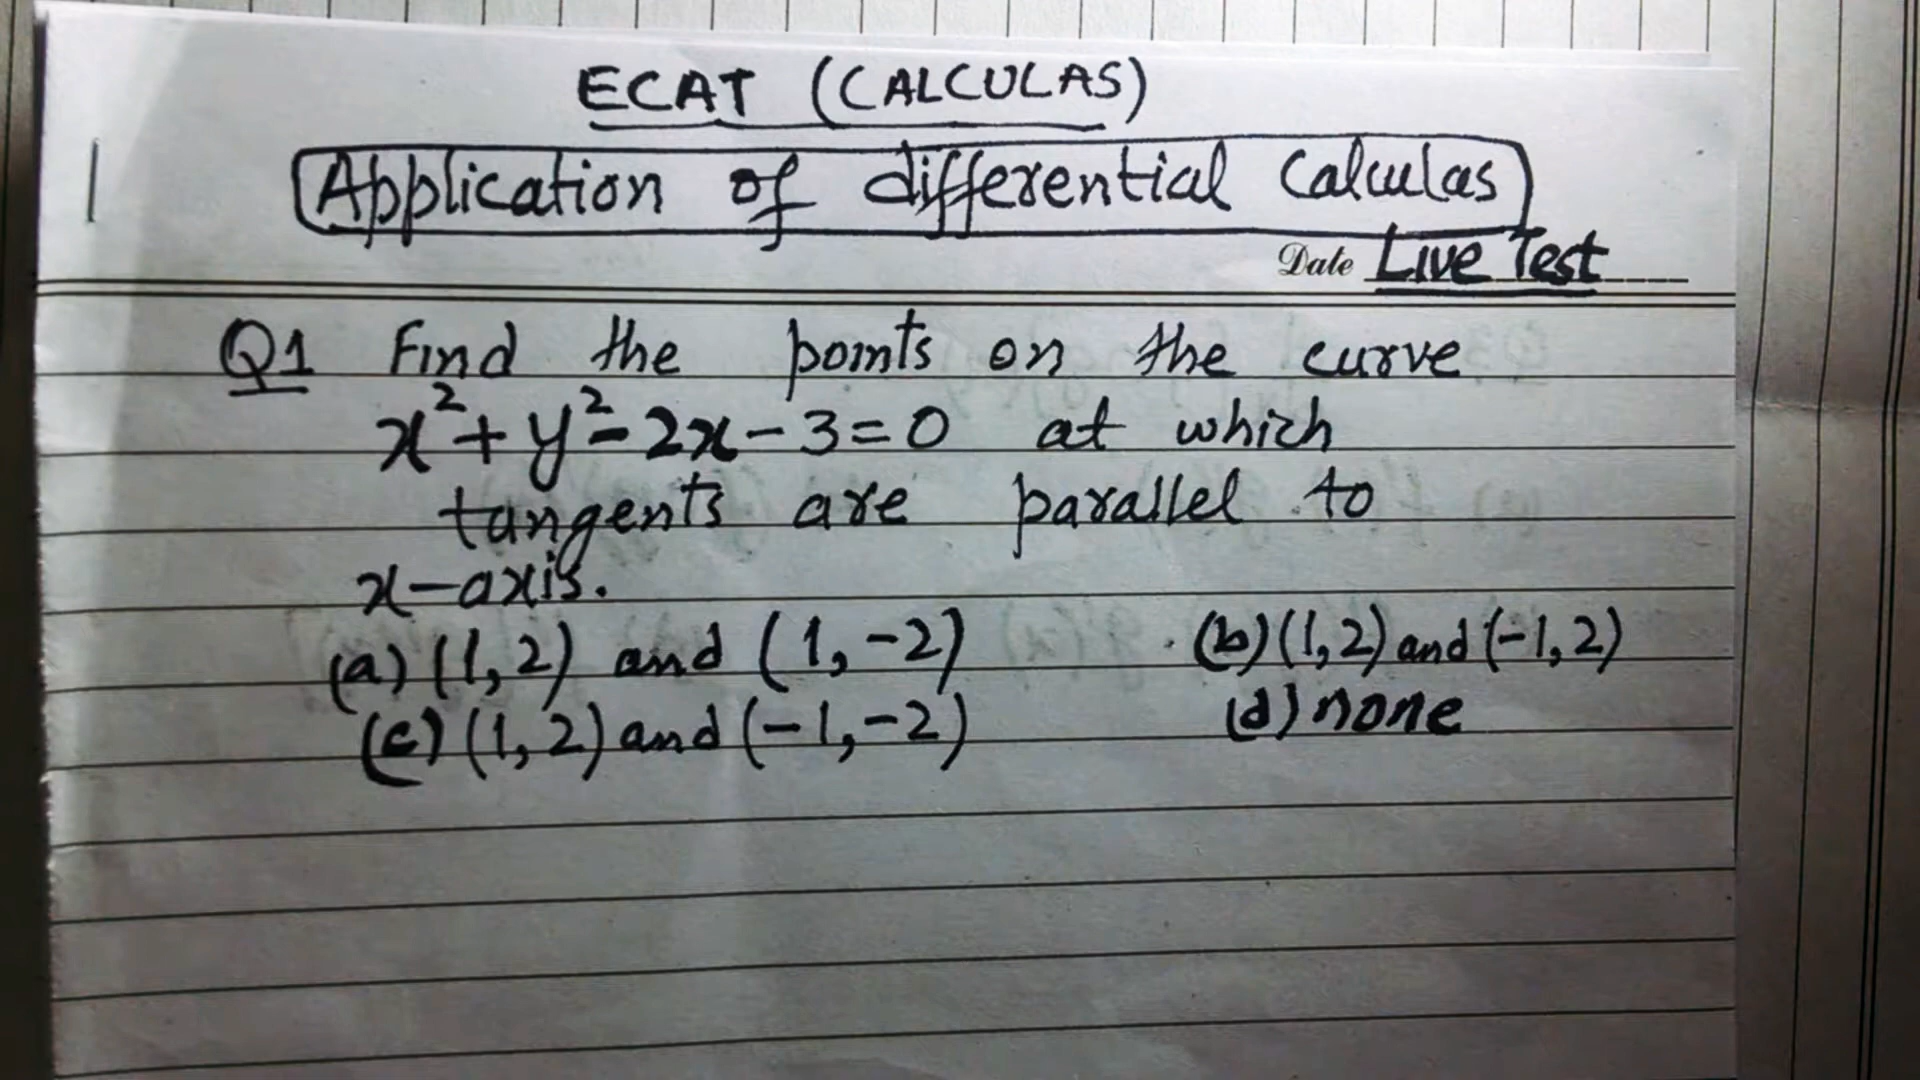 ECAT (CALCULAS)
Application of differential Calculas
Date Live Test
Q1 Find the points on the curve
x² + y² - 2x - 3 = 0 at which
tangents are parallel to
x-axis.
(a) (1, 2) and (1, -2) (b) (1, 2) and (-1, 2)
(c) (1, 2) and (-1, -2) (d) none